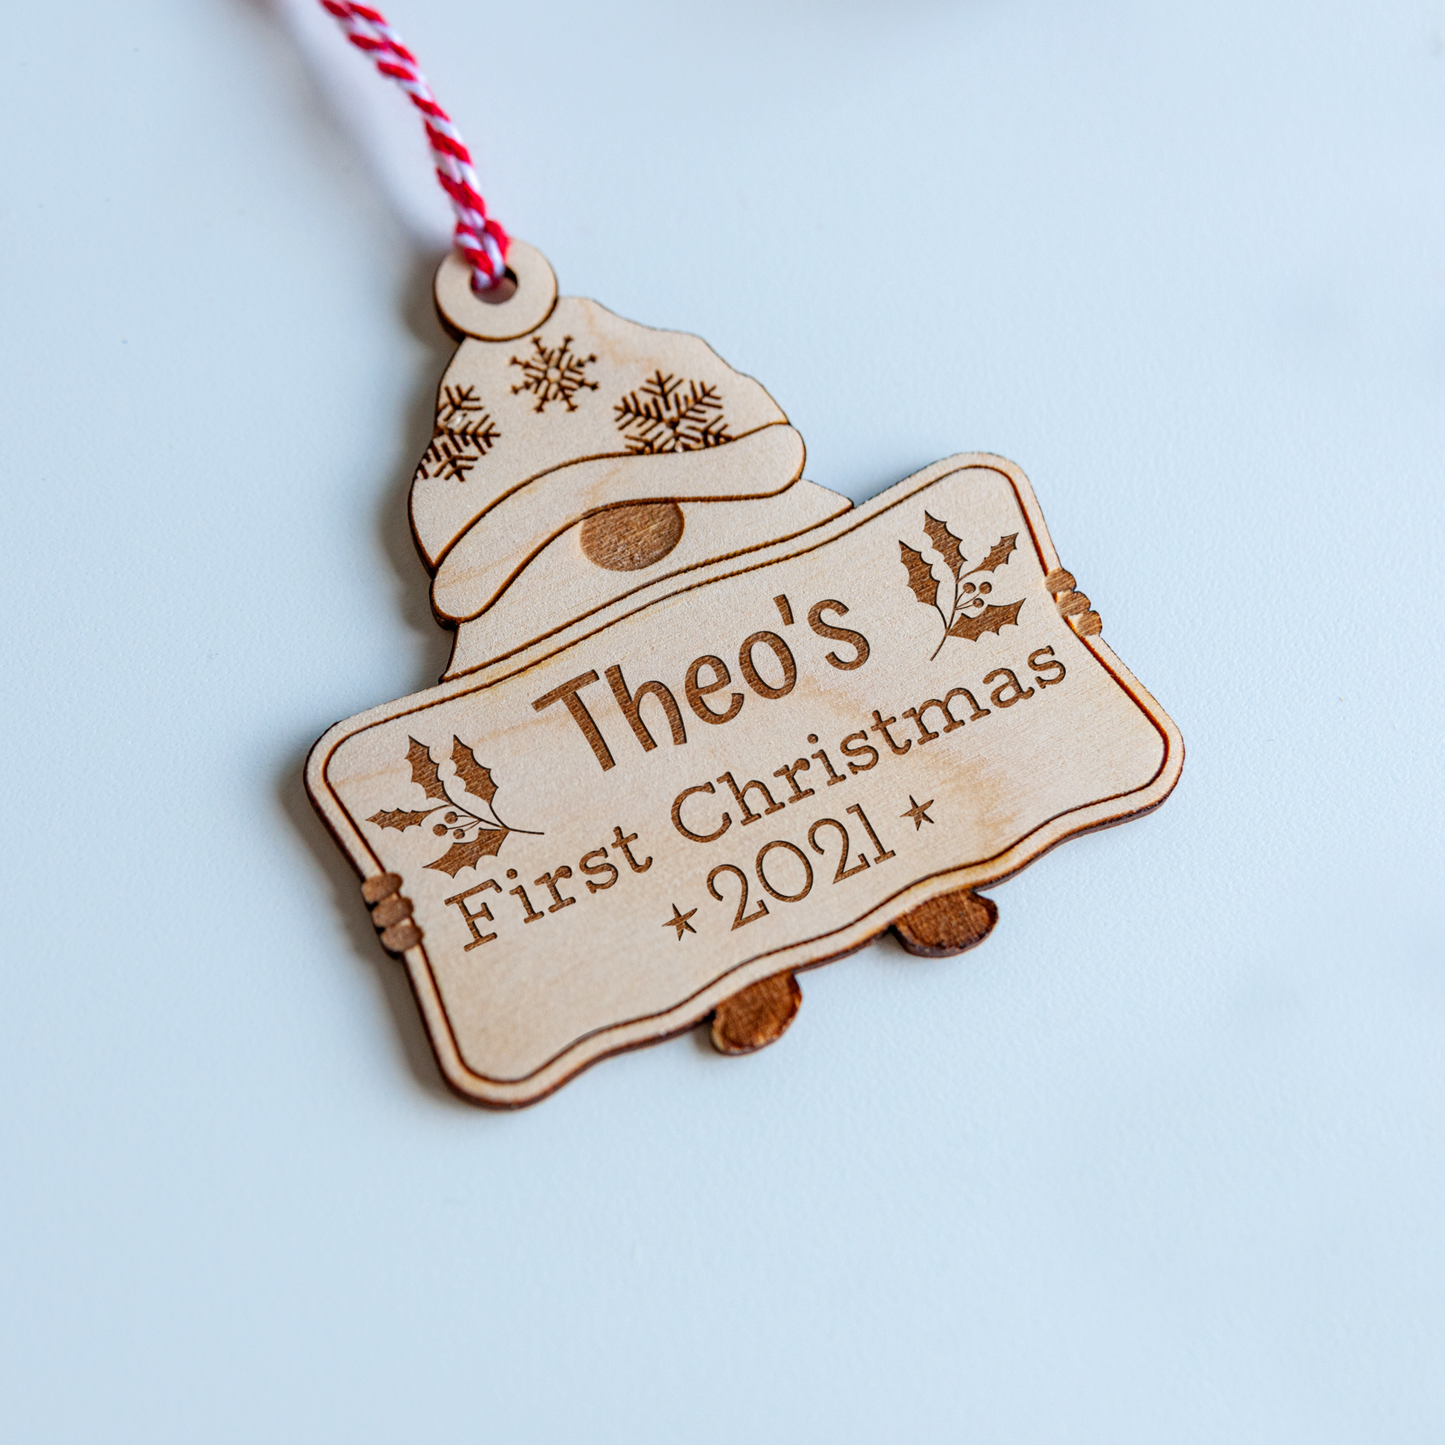 Theo's
First Christmas
★ 2021 ★